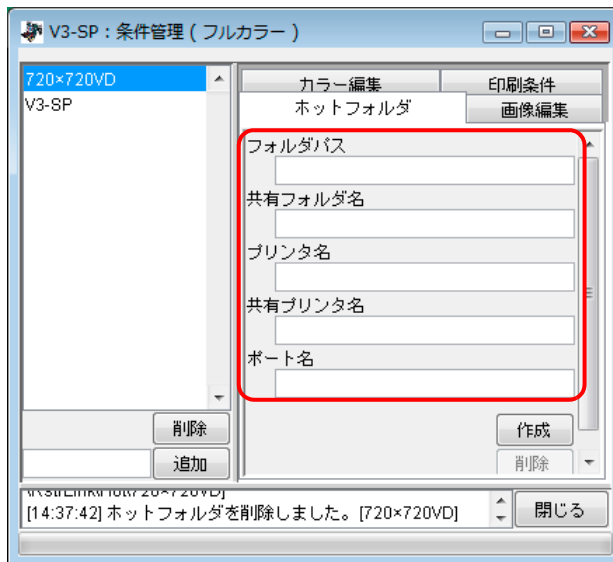 V3-SP：条件管理 ( フルカラー )
720×720VD
V3-SP
カラー編集
印刷条件
ホットフォルダ
画像編集
フォルダパス
共有フォルダ名
プリンタ名
共有プリンタ名
ポート名
削除
追加
作成
削除
[14:37:42] ホットフォルダを削除しました。[720×720VD]
閉じる